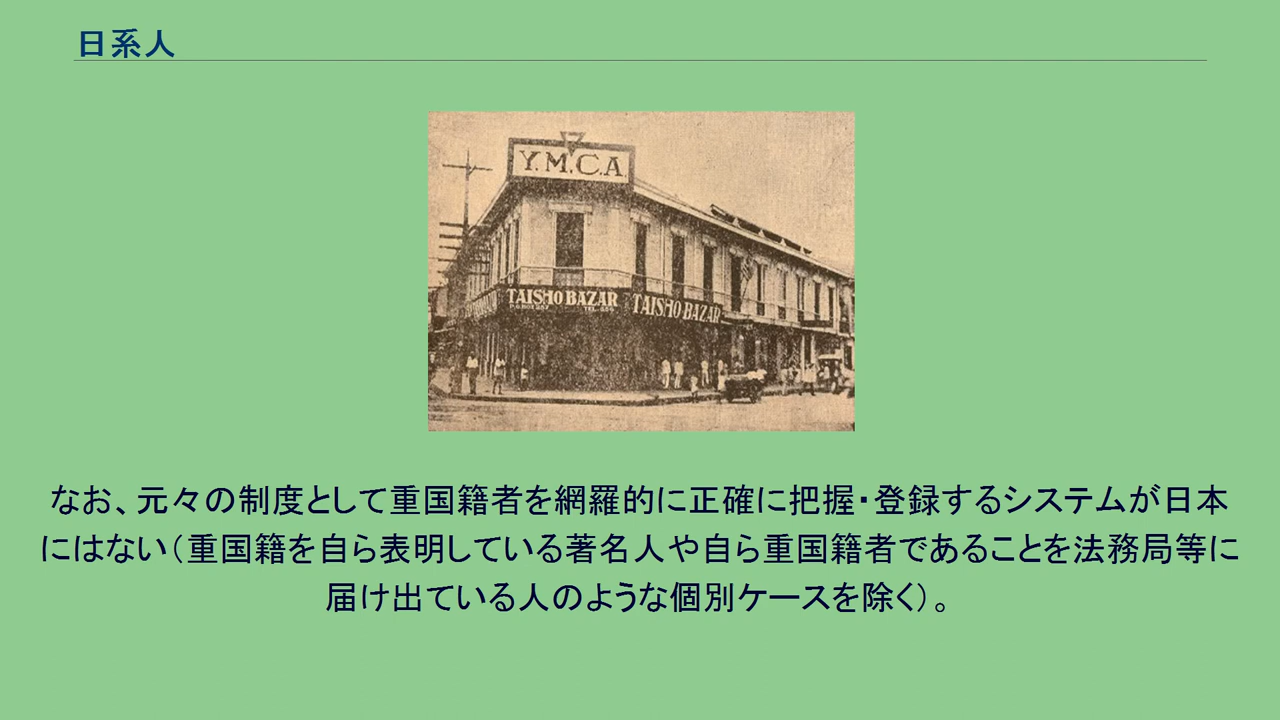 日系人
Y.M.C.A.
TAISHO BAZAR TAISHO BAZAR
なお、元々の制度として重国籍者を網羅的に正確に把握・登録するシステムが日本
にはない（重国籍を自ら表明している著名人や自ら重国籍者であることを法務局等に
届け出ている人のような個別ケースを除く）。